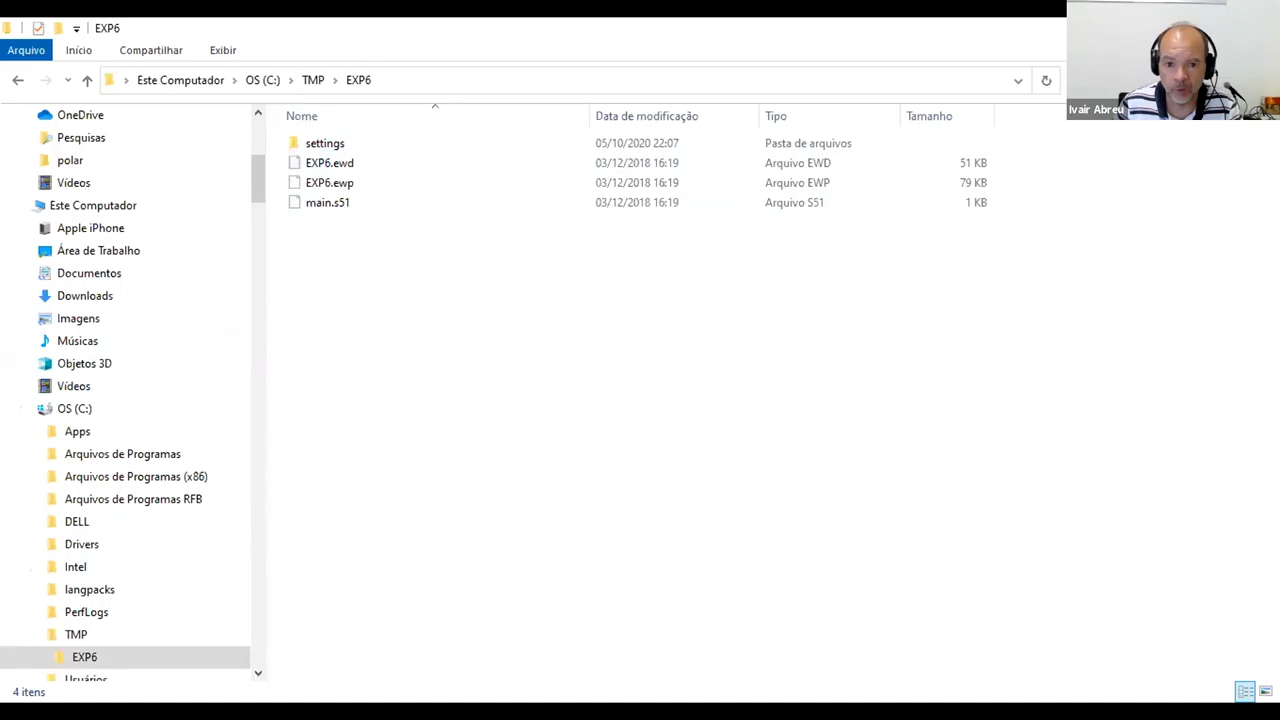 EXP6
Arquivo Início Compartilhar Exibir
Este Computador OS (C:) TMP EXP6
Ivair Abreu
Nome Data de modificação Tipo Tamanho
settings 05/10/2020 22:07 Pasta de arquivos
EXP6.ewd 03/12/2018 16:19 Arquivo EWD 51 KB
EXP6.ewp 03/12/2018 16:19 Arquivo EWP 79 KB
main.s51 03/12/2018 16:19 Arquivo S51 1 KB
OneDrive
Pesquisas
polar
Vídeos
Este Computador
Apple iPhone
Área de Trabalho
Documentos
Downloads
Imagens
Músicas
Objetos 3D
Vídeos
OS (C:)
Apps
Arquivos de Programas
Arquivos de Programas (x86)
Arquivos de Programas RFB
DELL
Drivers
Intel
langpacks
PerfLogs
TMP
EXP6
Usuários
4 itens